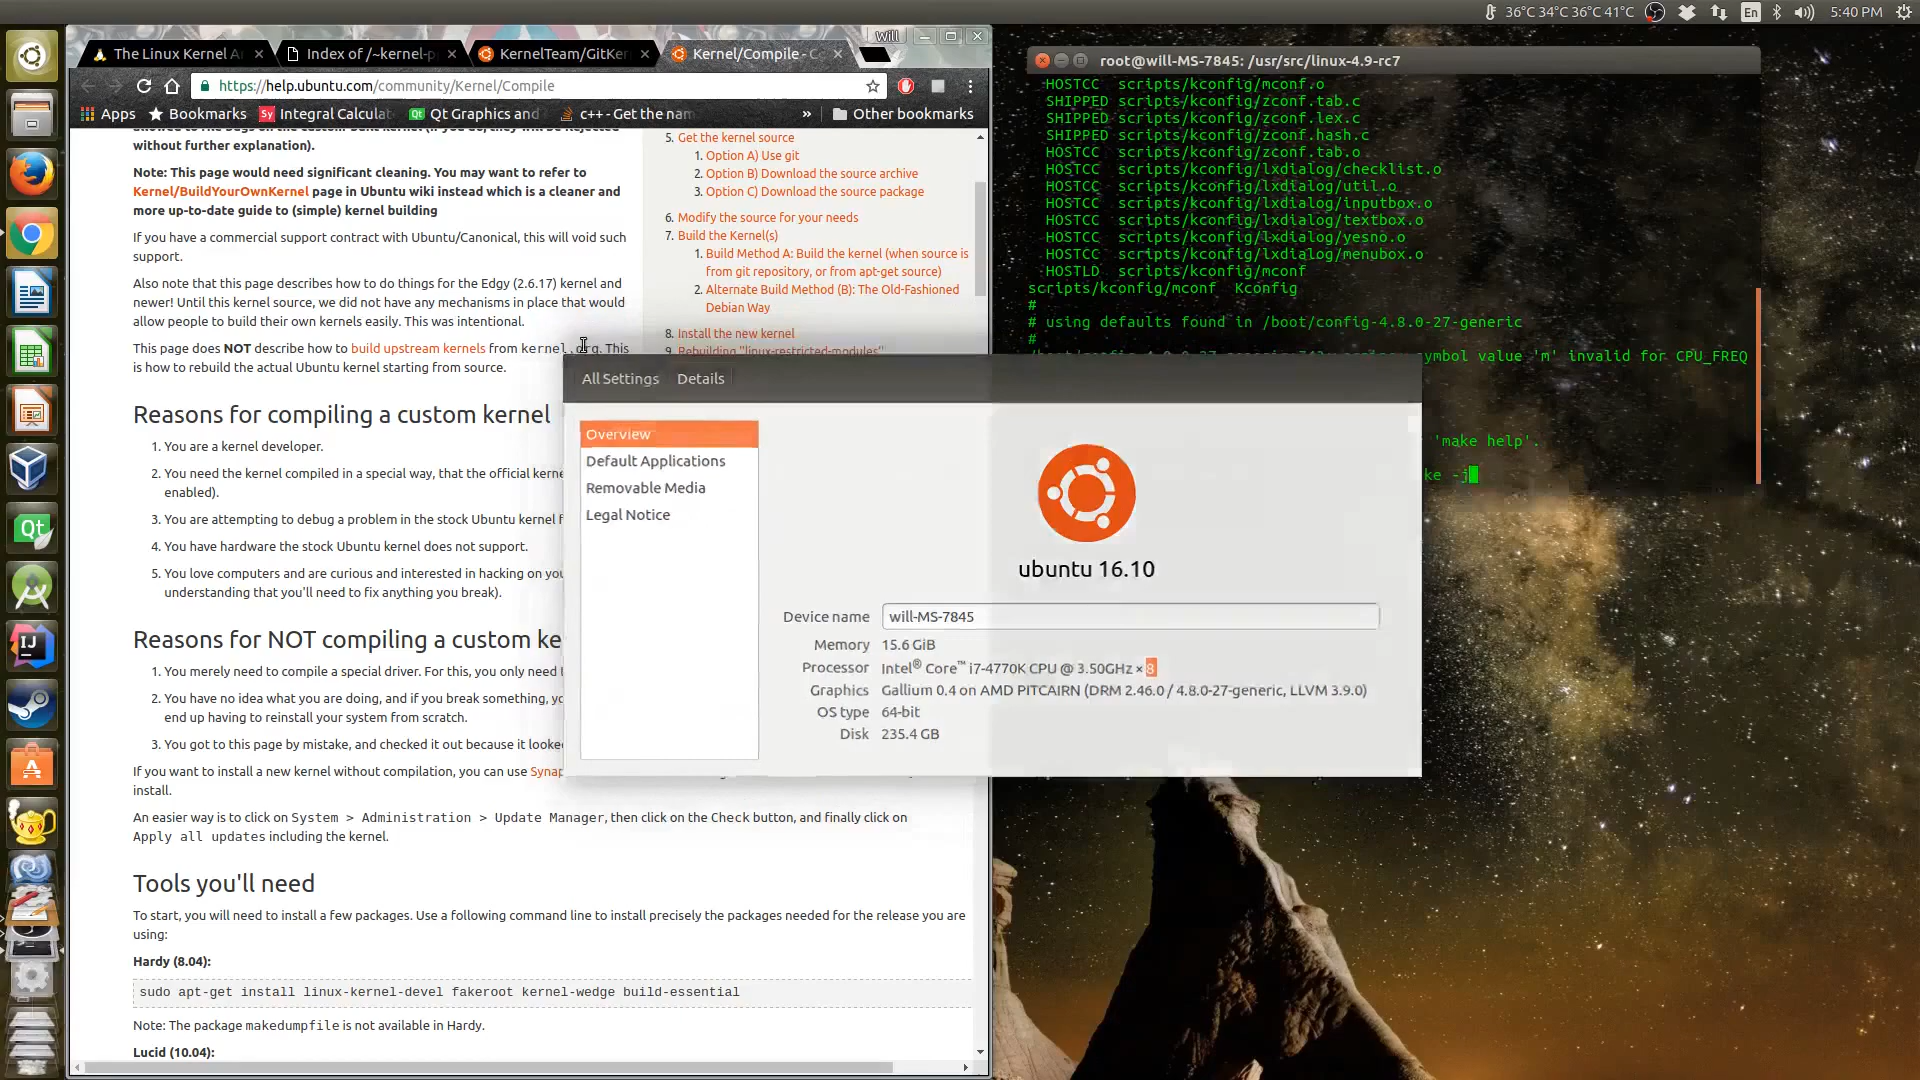 36°C 34°C 36°C 41°C En 5:40 PM
Will
The Linux Kernel A
Index of /~kernel-p
KernelTeam/GitKer
Kernel/Compile - C
https://help.ubuntu.com/community/Kernel/Compile
Apps Bookmarks Sy Integral Calcula Qt Graphics and c++ - Get the nan » Other bookmarks
without further explanation).
Note: This page would need significant cleaning. You may want to refer to
Kernel/BuildYourOwnKernel page in Ubuntu wiki instead which is a cleaner and
more up-to-date guide to (simple) kernel building
If you have a commercial support contract with Ubuntu/Canonical, this will void such
support.
Also note that this page describes how to do things for the Edgy (2.6.17) kernel and
newer! Until this kernel source, we did not have any mechanisms in place that would
allow people to build their own kernels easily. This was intentional.
This page does NOT describe how to build upstream kernels from kernel.org. This
is how to rebuild the actual Ubuntu kernel starting from source.
Reasons for compiling a custom kernel
1. You are a kernel developer.
2. You need the kernel compiled in a special way, that the official kerne
enabled).
3. You are attempting to debug a problem in the stock Ubuntu kernel f
4. You have hardware the stock Ubuntu kernel does not support.
5. You love computers and are curious and interested in hacking on you
understanding that you'll need to fix anything you break).
Reasons for NOT compiling a custom ke
1. You merely need to compile a special driver. For this, you only need
2. You have no idea what you are doing, and if you break something, yo
end up having to reinstall your system from scratch.
3. You got to this page by mistake, and checked it out because it looke
If you want to install a new kernel without compilation, you can use Synap
install.
An easier way is to click on System > Administration > Update Manager, then click on the Check button, and finally click on
Apply all updates including the kernel.
Tools you'll need
To start, you will need to install a few packages. Use a following command line to install precisely the packages needed for the release you are
using:
Hardy (8.04):
sudo apt-get install linux-kernel-devel fakeroot kernel-wedge build-essential
Note: The package makedumpfile is not available in Hardy.
Lucid (10.04):
5. Get the kernel source
1. Option A) Use git
2. Option B) Download the source archive
3. Option C) Download the source package
6. Modify the source for your needs
7. Build the Kernel(s)
1. Build Method A: Build the kernel (when source is
from git repository, or from apt-get source)
2. Alternate Build Method (B): The Old-Fashioned
Debian Way
8. Install the new kernel
9. Rebuilding "linux-restricted-modules"
All Settings Details
Overview
Default Applications
Removable Media
Legal Notice
ubuntu 16.10
Device name will-MS-7845
Memory 15.6 GiB
Processor Intel® Core™ i7-4770K CPU @ 3.50GHz × 8
Graphics Gallium 0.4 on AMD PITCAIRN (DRM 2.46.0 / 4.8.0-27-generic, LLVM 3.9.0)
OS type 64-bit
Disk 235.4 GB
root@will-MS-7845: /usr/src/linux-4.9-rc7
HOSTCC scripts/kconfig/mconf.o
SHIPPED scripts/kconfig/zconf.tab.c
SHIPPED scripts/kconfig/zconf.lex.c
SHIPPED scripts/kconfig/zconf.hash.c
HOSTCC scripts/kconfig/zconf.tab.o
HOSTCC scripts/kconfig/lxdialog/checklist.o
HOSTCC scripts/kconfig/lxdialog/util.o
HOSTCC scripts/kconfig/lxdialog/inputbox.o
HOSTCC scripts/kconfig/lxdialog/textbox.o
HOSTCC scripts/kconfig/lxdialog/yesno.o
HOSTCC scripts/kconfig/lxdialog/menubox.o
HOSTLD scripts/kconfig/mconf
scripts/kconfig/mconf Kconfig
#
# using defaults found in /boot/config-4.8.0-27-generic
#
symbol value 'm' invalid for CPU_FREQ
'make help'.
ke -j